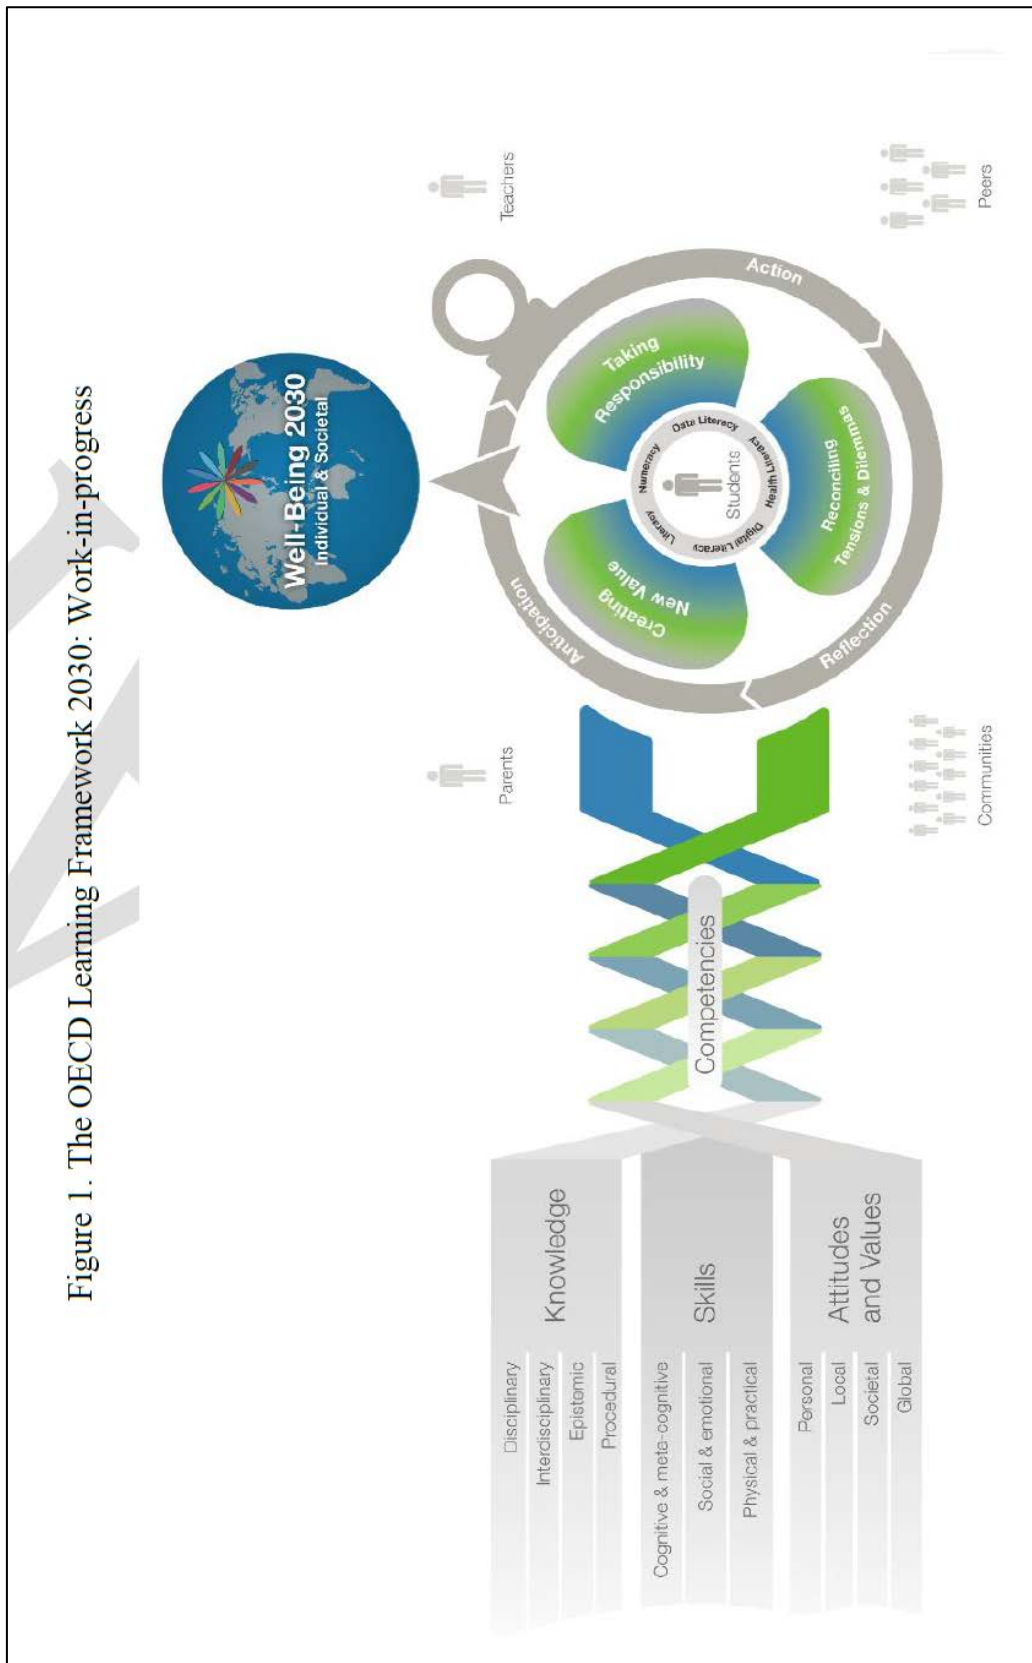 Figure 1. The OECD Learning Framework 2030: Work-in-progress
Knowledge
Disciplinary
Interdisciplinary
Epistomic
Procedural
Skills
Cognitive & meta-cognitive
Social & emotional
Physical & practical
Attitudes
and Values
Personal
Local
Societal
Global
Competencies
Parents
Communities
Well-Being 2030
Individual & Societal
Teachers
Peers
Anticipation
Action
Reflection
Creating
New Value
Taking
Responsibility
Reconciling
Tensions & Dilemmas
Students
Literacy
Numeracy
Data Literacy
Health Literacy
Digital Literacy